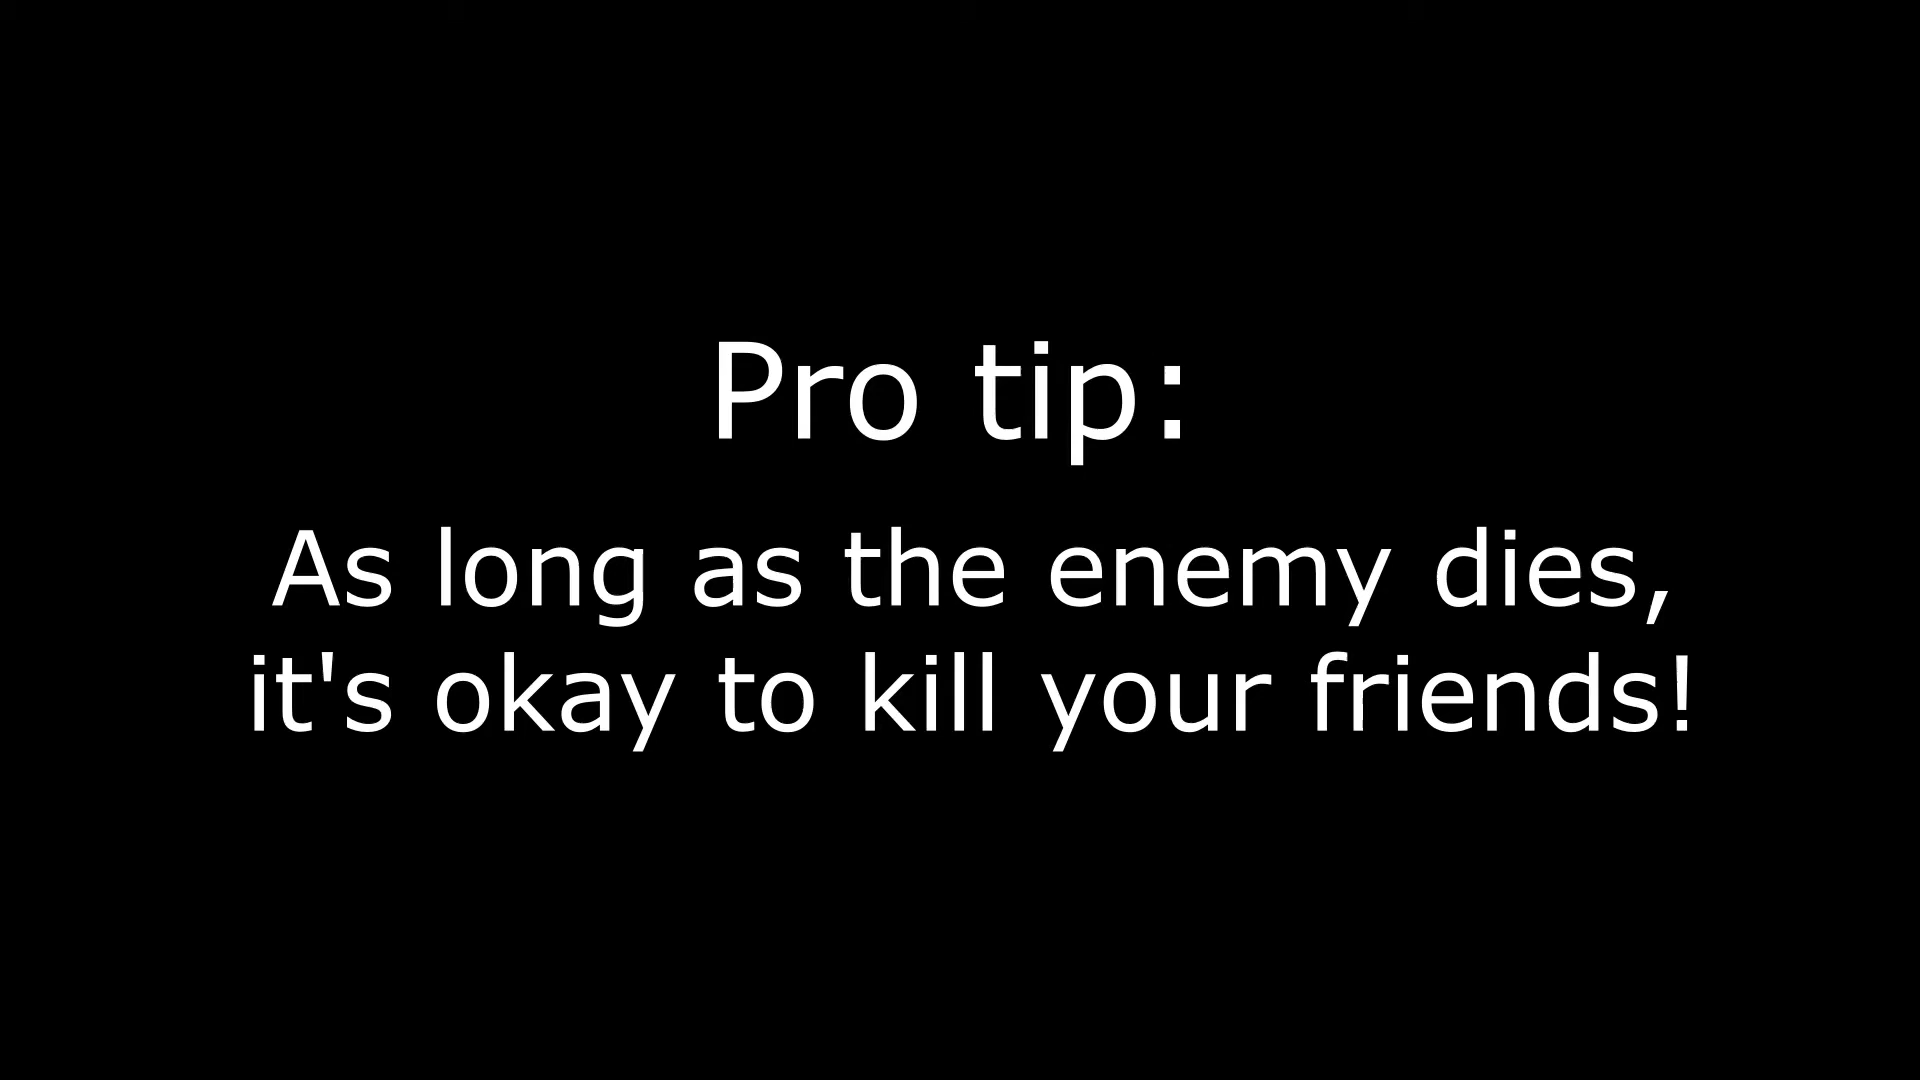 Pro tip:
As long as the enemy dies,
it's okay to kill your friends!